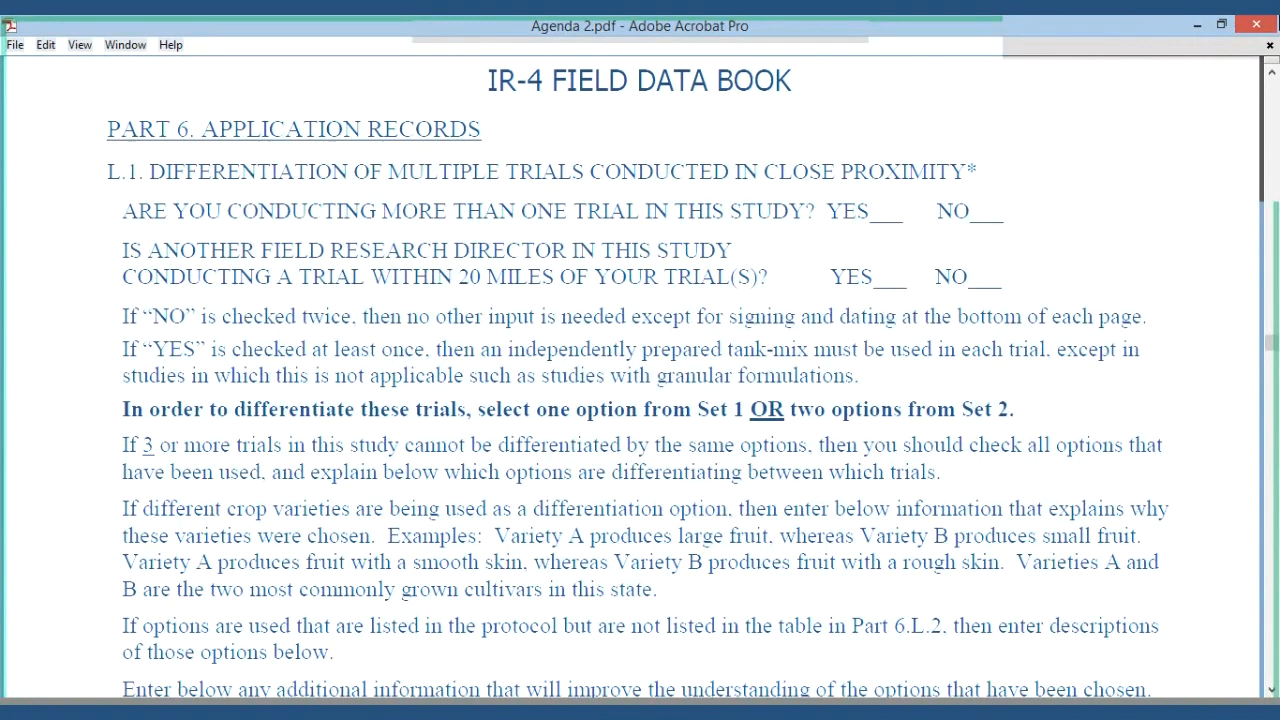 Agenda 2.pdf - Adobe Acrobat Pro
File Edit View Window Help
IR-4 FIELD DATA BOOK
PART 6. APPLICATION RECORDS
L.1. DIFFERENTIATION OF MULTIPLE TRIALS CONDUCTED IN CLOSE PROXIMITY*
ARE YOU CONDUCTING MORE THAN ONE TRIAL IN THIS STUDY? YES___ NO___
IS ANOTHER FIELD RESEARCH DIRECTOR IN THIS STUDY
CONDUCTING A TRIAL WITHIN 20 MILES OF YOUR TRIAL(S)? YES___ NO___
If “NO” is checked twice, then no other input is needed except for signing and dating at the bottom of each page.
If “YES” is checked at least once, then an independently prepared tank-mix must be used in each trial, except in
studies in which this is not applicable such as studies with granular formulations.
In order to differentiate these trials, select one option from Set 1 OR two options from Set 2.
If 3 or more trials in this study cannot be differentiated by the same options, then you should check all options that
have been used, and explain below which options are differentiating between which trials.
If different crop varieties are being used as a differentiation option, then enter below information that explains why
these varieties were chosen. Examples: Variety A produces large fruit, whereas Variety B produces small fruit.
Variety A produces fruit with a smooth skin, whereas Variety B produces fruit with a rough skin. Varieties A and
B are the two most commonly grown cultivars in this state.
If options are used that are listed in the protocol but are not listed in the table in Part 6.L.2, then enter descriptions
of those options below.
Enter below any additional information that will improve the understanding of the options that have been chosen.